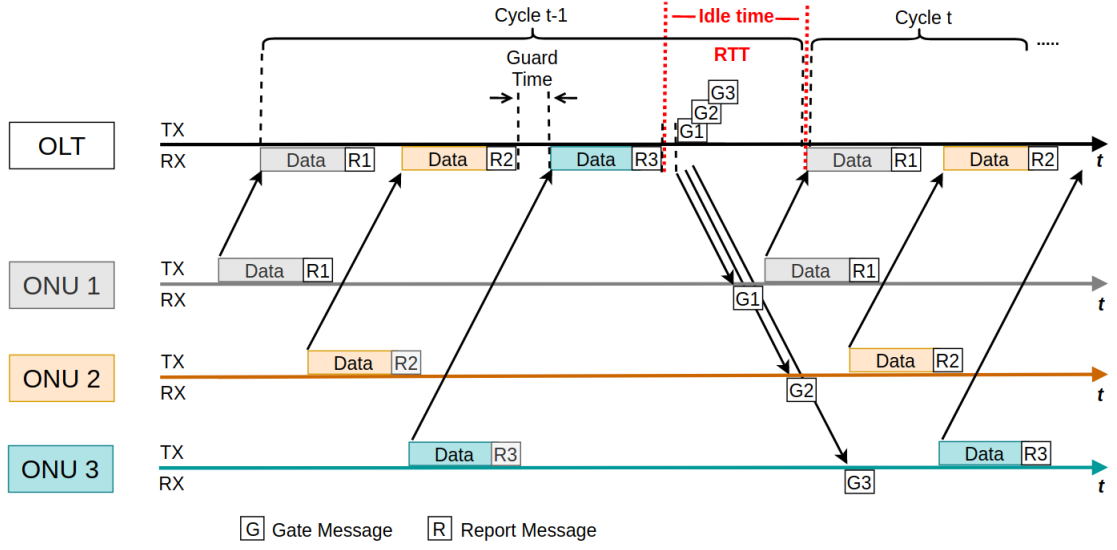 Cycle t-1
Idle time
Cycle t
.....
RTT
Guard
Time
G3
G2
G1
OLT
TX
RX
Data R1
Data R2
Data R3
Data R1
Data R2
t
ONU 1
TX
RX
Data R1
G1
Data R1
t
ONU 2
TX
RX
Data R2
G2
Data R2
t
ONU 3
TX
RX
Data R3
G3
Data R3
t
G Gate Message
R Report Message